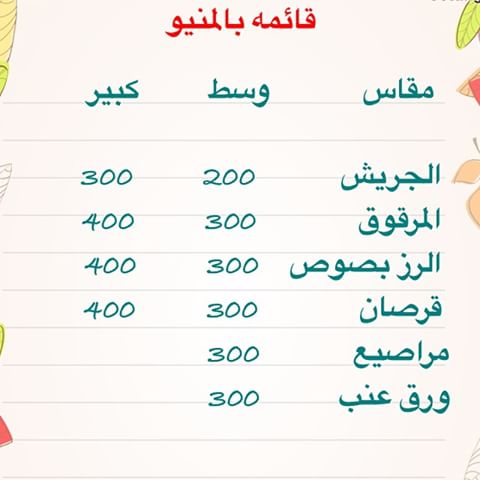 قائمه بالمنيو
مقاس وسط كبير
الجريش 200 300
المرقوق 300 400
الرز بصوص 300 400
قرصان 300 400
مراصيع 300
ورق عنب 300